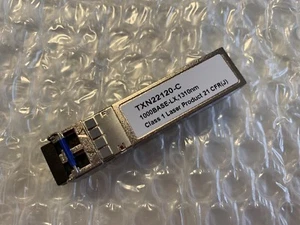 TXN22120-C
1000BASE-LX,1310nm
Class 1 Laser Product 21 CFR(J)